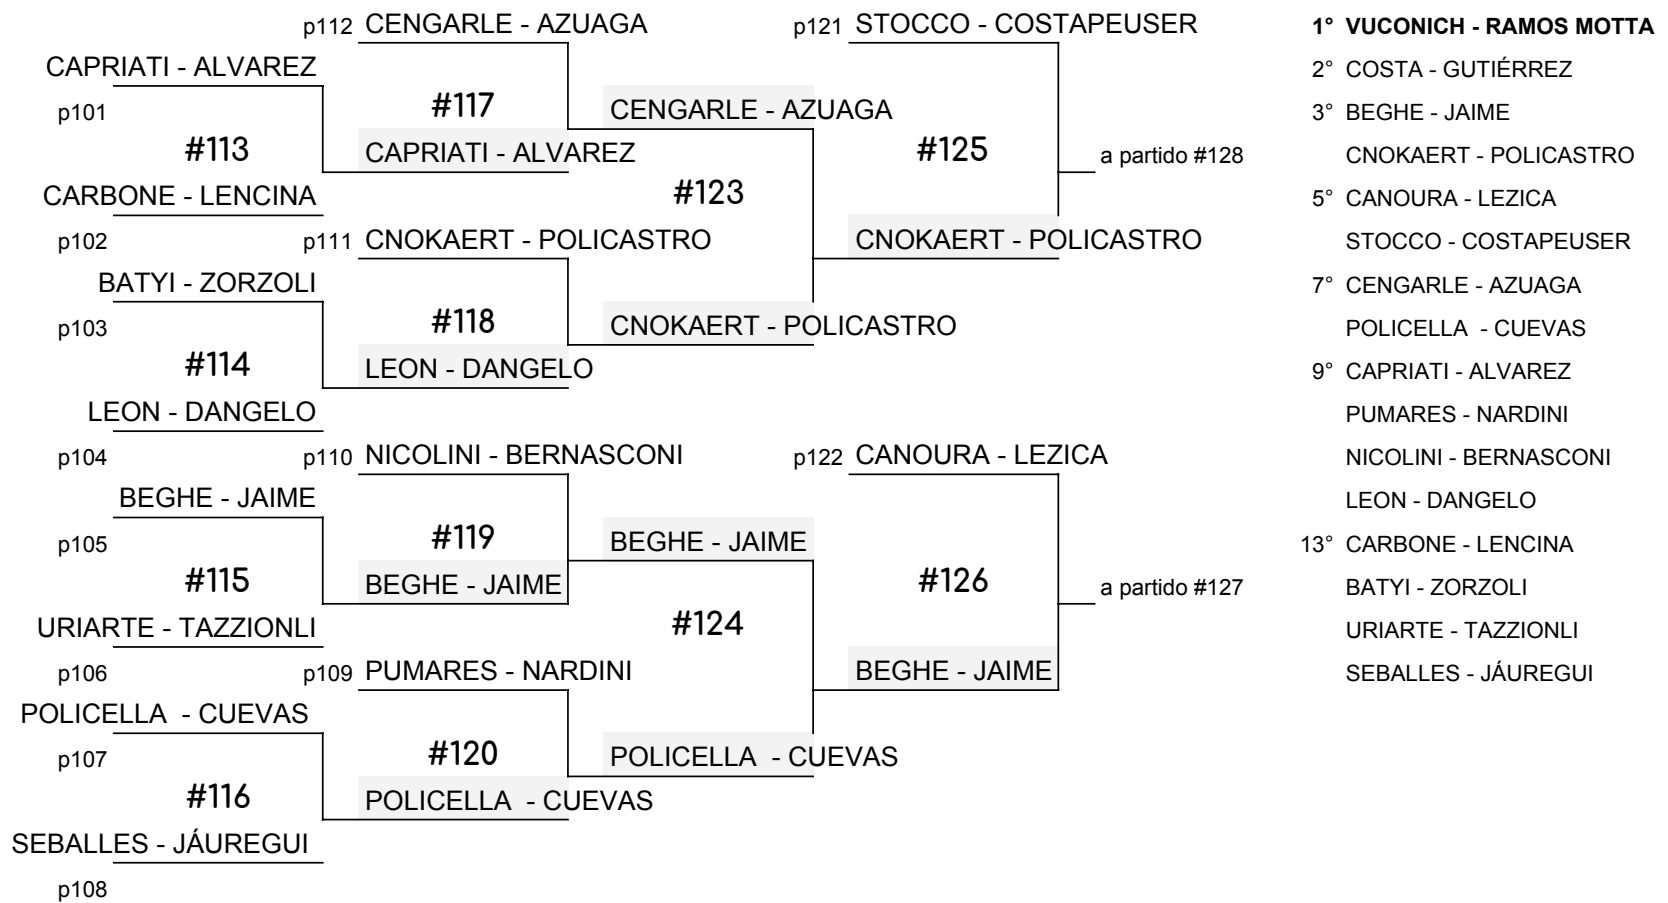 p112 CENGARLE - AZUAGA
p121 STOCCO - COSTAPEUSER
1° VUCONICH - RAMOS MOTTA
CAPRIATI - ALVAREZ
2° COSTA - GUTIÉRREZ
p101
#117
CENGARLE - AZUAGA
3° BEGHE - JAIME
#113
CAPRIATI - ALVAREZ
#125
a partido #128
CNOKAERT - POLICASTRO
CARBONE - LENCINA
#123
5° CANOURA - LEZICA
p102
p111 CNOKAERT - POLICASTRO
CNOKAERT - POLICASTRO
STOCCO - COSTAPEUSER
BATYI - ZORZOLI
7° CENGARLE - AZUAGA
p103
#118
CNOKAERT - POLICASTRO
POLICELLA  - CUEVAS
#114
LEON - DANGELO
9° CAPRIATI - ALVAREZ
LEON - DANGELO
PUMARES - NARDINI
p104
p110 NICOLINI - BERNASCONI
p122 CANOURA - LEZICA
NICOLINI - BERNASCONI
BEGHE - JAIME
LEON - DANGELO
p105
#119
BEGHE - JAIME
13° CARBONE - LENCINA
#115
BEGHE - JAIME
#126
a partido #127
BATYI - ZORZOLI
URIARTE - TAZZIONLI
#124
URIARTE - TAZZIONLI
p106
p109 PUMARES - NARDINI
BEGHE - JAIME
SEBALLES - JÁUREGUI
POLICELLA  - CUEVAS
p107
#120
POLICELLA  - CUEVAS
#116
POLICELLA  - CUEVAS
SEBALLES - JÁUREGUI
p108